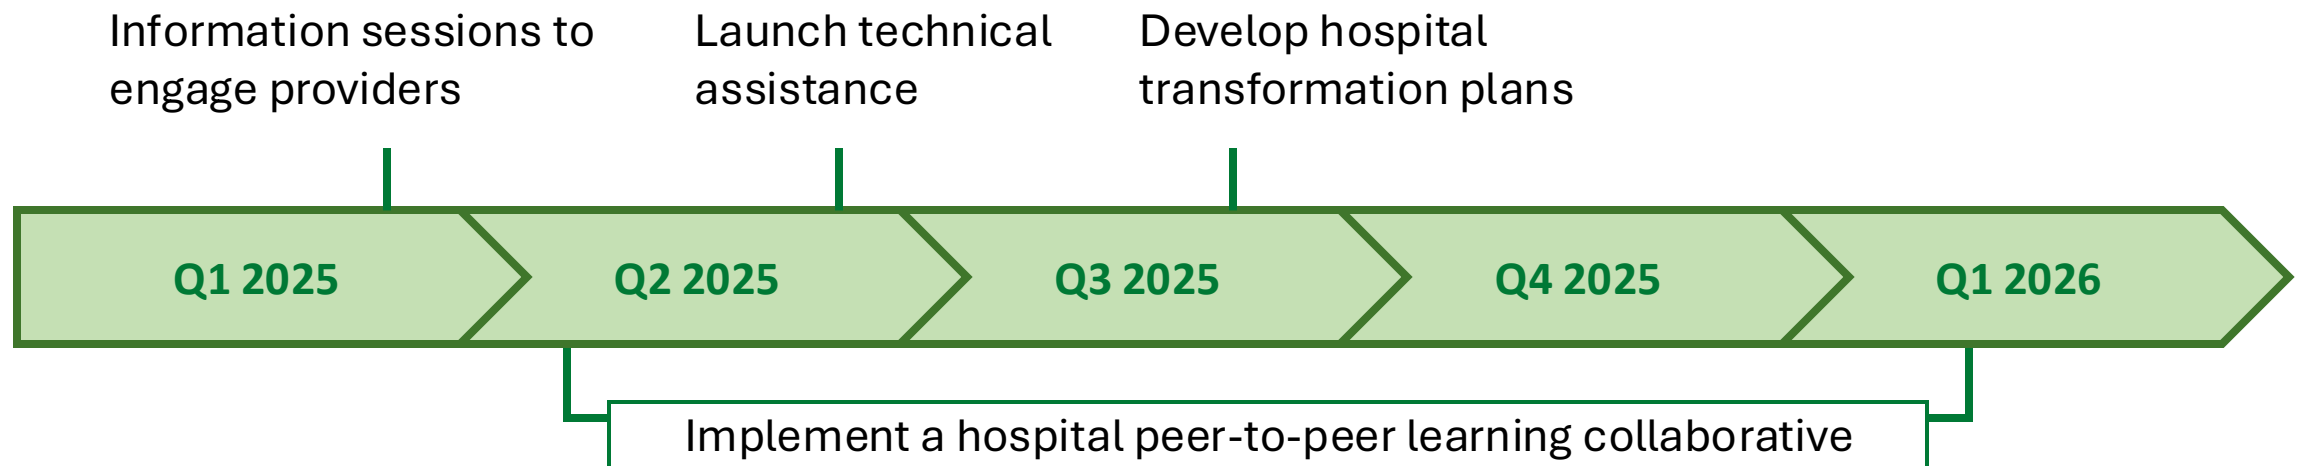 Information sessions to
engage providers
Launch technical
assistance
Develop hospital
transformation plans
Q1 2025
Q2 2025
Q3 2025
Q4 2025
Q1 2026
Implement a hospital peer-to-peer learning collaborative